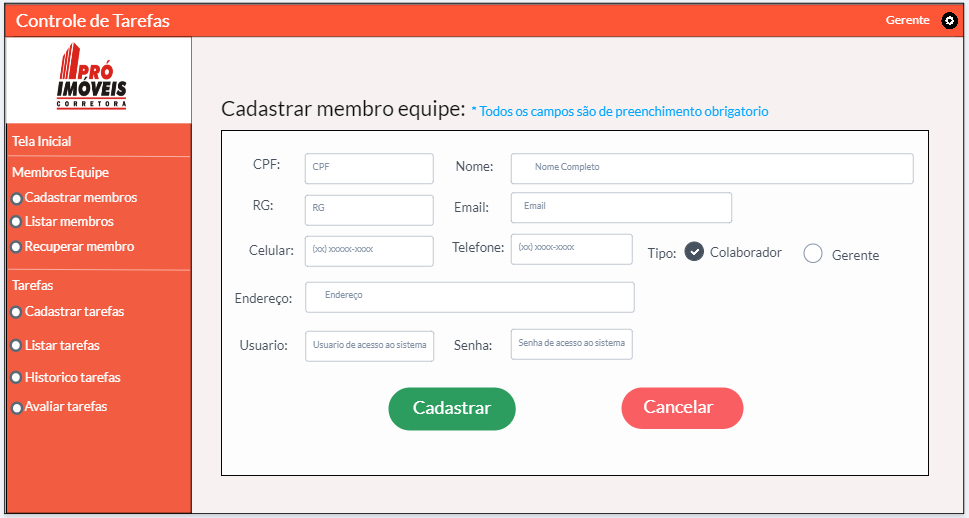 Controle de Tarefas
Gerente
PRÓ
IMÓVEIS
CORRETORA
Tela Inicial
Membros Equipe
Cadastrar membros
Listar membros
Recuperar membro
Tarefas
Cadastrar tarefas
Listar tarefas
Historico tarefas
Avaliar tarefas
Cadastrar membro equipe: * Todos os campos são de preenchimento obrigatorio
CPF: CPF Nome: Nome Completo
RG: RG Email: Email
Celular: (xx) xxxxx-xxxx Telefone: (xx) xxxx-xxxx Tipo: Colaborador Gerente
Endereço: Endereço
Usuario: Usuario de acesso ao sistema Senha: Senha de acesso ao sistema
Cadastrar Cancelar